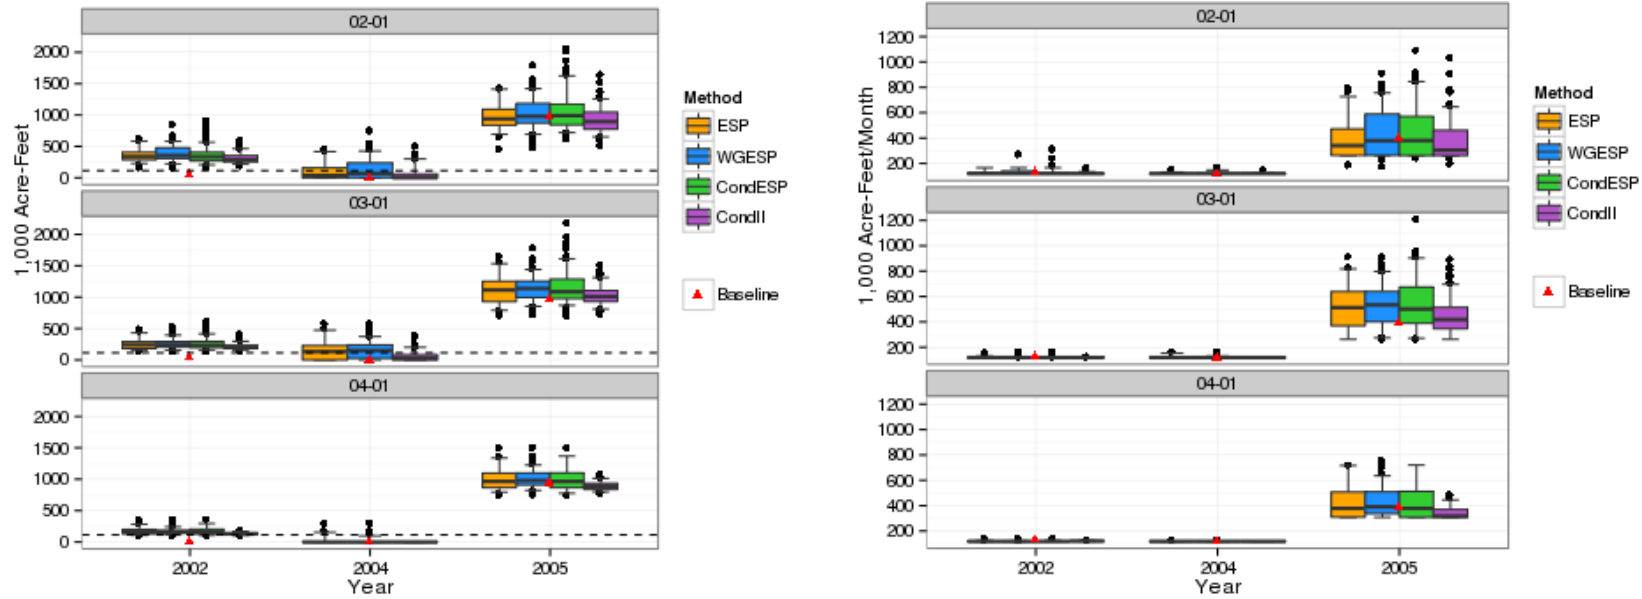 02-01
2000
1500
1000
500
0
03-01
2000
1500
1000
500
0
04-01
2000
1500
1000
500
0
1,000 Acre-Feet
2002
2004
2005
Year
Method
ESP
WGESP
CondESP
CondII
Baseline
02-01
1200
1000
800
600
400
200
03-01
1200
1000
800
600
400
200
04-01
1200
1000
800
600
400
200
1,000 Acre-Feet/Month
2002
2004
2005
Year
Method
ESP
WGESP
CondESP
CondII
Baseline